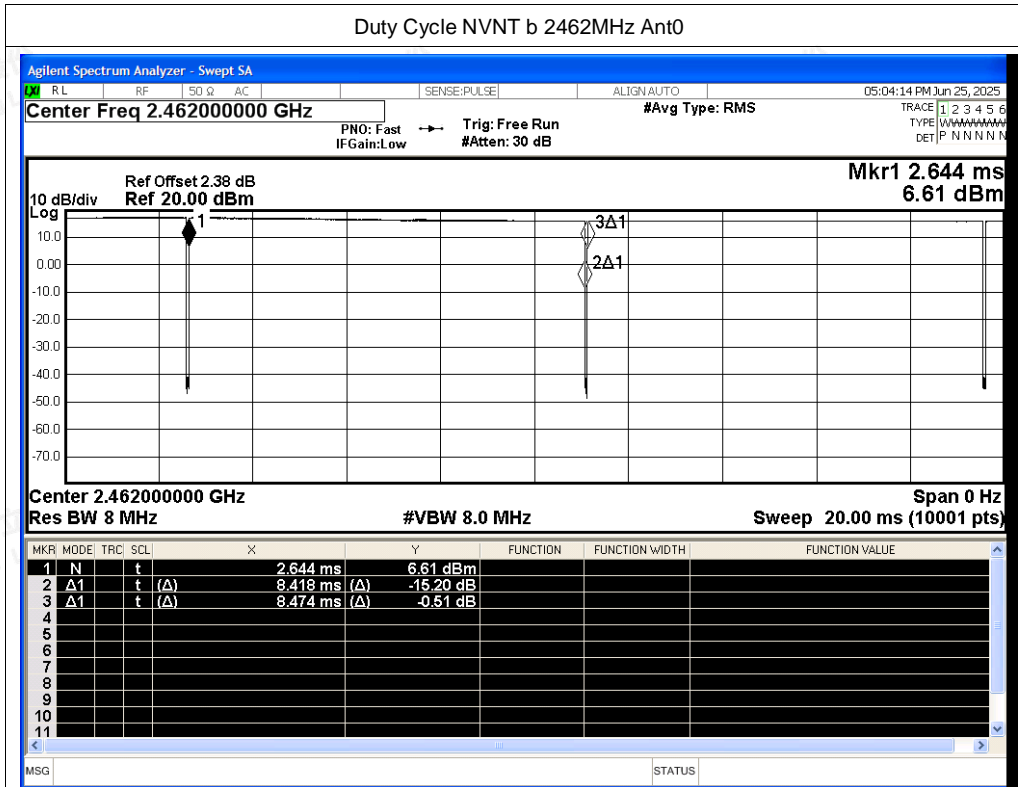 Duty Cycle NVNT b 2462MHz Ant0
Agilent Spectrum Analyzer - Swept SA
LXI RL RF 50 Ω AC SENSE:PULSE ALIGN AUTO 05:04:14 PM Jun 25, 2025
Center Freq 2.462000000 GHz #Avg Type: RMS TRACE 1 2 3 4 5 6
PNO: Fast Trig: Free Run TYPE WWWWWW
IFGain:Low #Atten: 30 dB DET P N N N N N
Mkr1 2.644 ms
Ref Offset 2.38 dB
10 dB/div Ref 20.00 dBm 6.61 dBm
Log
1
3Δ1
10.0
0.00
2Δ1
-10.0
-20.0
-30.0
-40.0
-50.0
-60.0
-70.0
Center 2.462000000 GHz Span 0 Hz
Res BW 8 MHz #VBW 8.0 MHz Sweep 20.00 ms (10001 pts)
MKR MODE TRC SCL X Y FUNCTION FUNCTION WIDTH FUNCTION VALUE
1 N t 2.644 ms 6.61 dBm
2 Δ1 t (Δ) 8.418 ms (Δ) -15.20 dB
3 Δ1 t (Δ) 8.474 ms (Δ) -0.51 dB
4
5
6
7
8
9
10
11
MSG STATUS